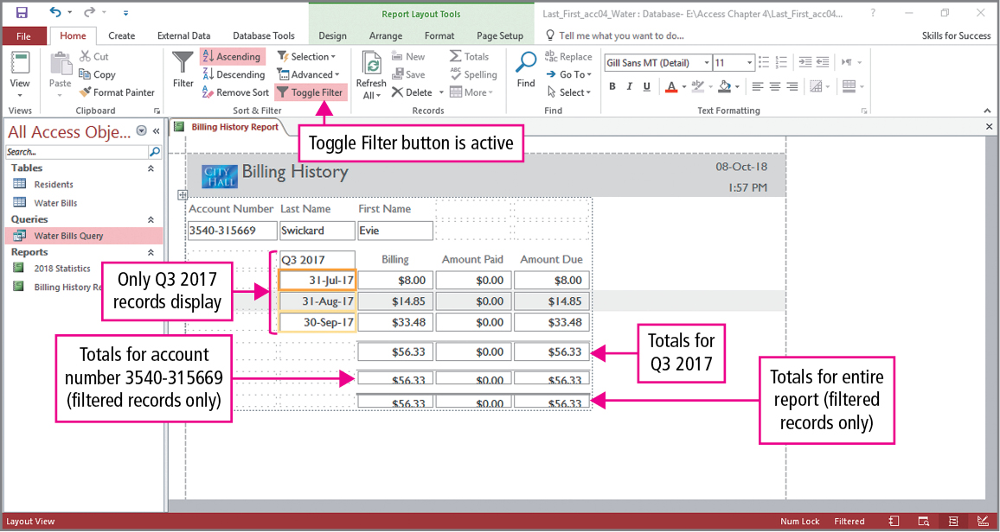 Report Layout Tools
Last_First_acc04_Water : Database- E:\Access Chapter 4\Last_First_acc04...
?
File
Home
Create
External Data
Database Tools
Design
Arrange
Format
Page Setup
Tell me what you want to do...
Skills for Success
View
Views
Paste
Cut
Copy
Format Painter
Clipboard
Filter
Ascending
Descending
Remove Sort
Selection
Advanced
Toggle Filter
Sort & Filter
Refresh
All
New
Save
Delete
Totals
Spelling
More
Records
Find
Replace
Go To
Select
Find
Gill Sans MT (Detail)
11
B I U
Text Formatting
All Access Obje...
Search...
Tables
Residents
Water Bills
Queries
Water Bills Query
Reports
2018 Statistics
Billing History Re
Billing History Report
Toggle Filter button is active
CITY
HALL
Billing History
08-Oct-18
1:57 PM
Account Number Last Name First Name
3540-315669 Swickard Evie
Q3 2017 Billing Amount Paid Amount Due
31-Jul-17 $8.00 $0.00 $8.00
31-Aug-17 $14.85 $0.00 $14.85
30-Sep-17 $33.48 $0.00 $33.48
$56.33 $0.00 $56.33
$56.33 $0.00 $56.33
$56.33 $0.00 $56.33
Only Q3 2017
records display
Totals for account
number 3540-315669
(filtered records only)
Totals for
Q3 2017
Totals for entire
report (filtered
records only)
Layout View
Num Lock
Filtered